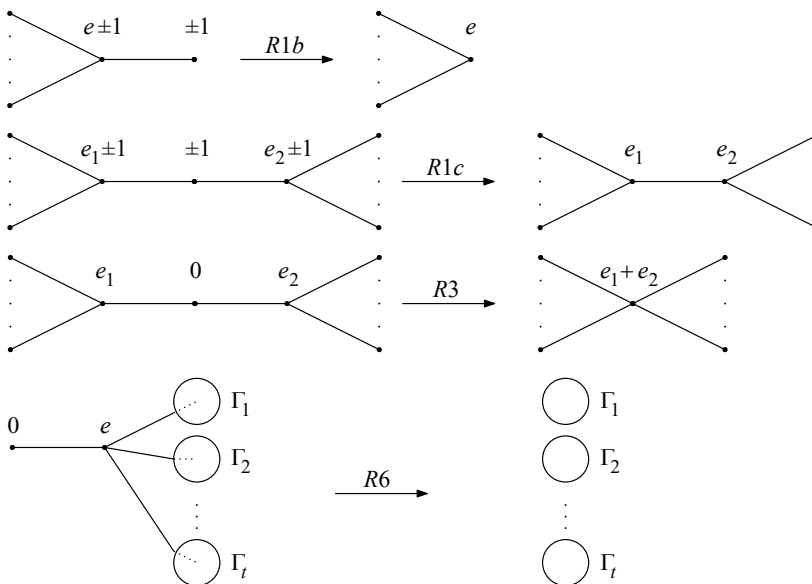 e±1 ±1 R1b e
e₁±1 ±1 e₂±1 R1c e₁ e₂
e₁ 0 e₂ R3 e₁+e₂
Γ₁ Γ₁
0 e Γ₂ Γ₂
R6
Γₜ Γₜ